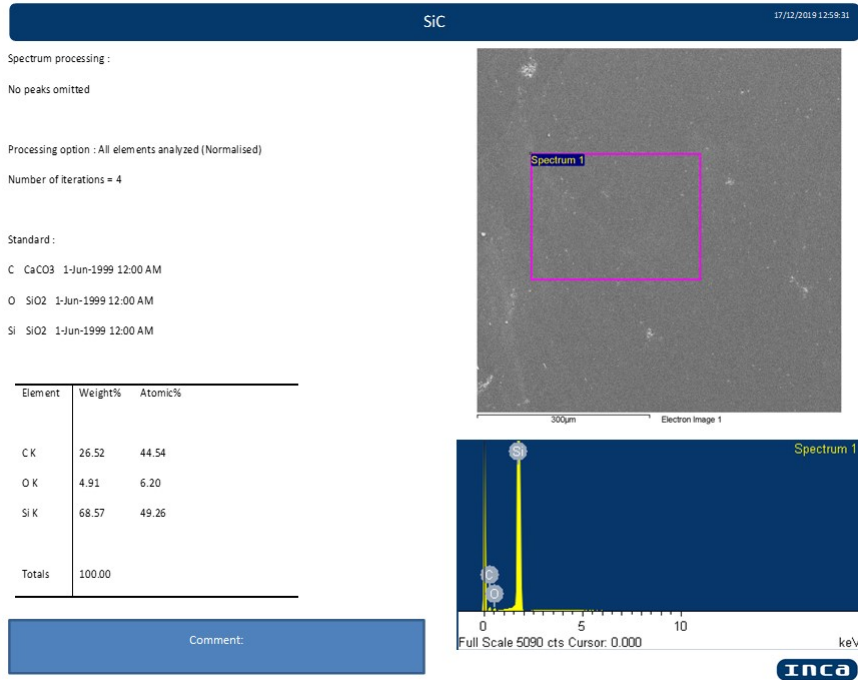 SiC
17/12/2019 12:59:31
Spectrum processing :
No peaks omitted
Processing option : All elements analyzed (Normalised)
Number of iterations = 4
Standard :
C CaCO3 1-Jun-1999 12:00 AM
O SiO2 1-Jun-1999 12:00 AM
Si SiO2 1-Jun-1999 12:00 AM
Element Weight% Atomic%
C K 26.52 44.54
O K 4.91 6.20
Si K 68.57 49.26
Totals 100.00
Comment:
Spectrum 1
300µm Electron Image 1
Spectrum 1
Si
C
O
0 5 10
Full Scale 5090 cts Cursor: 0.000 keV
INCA